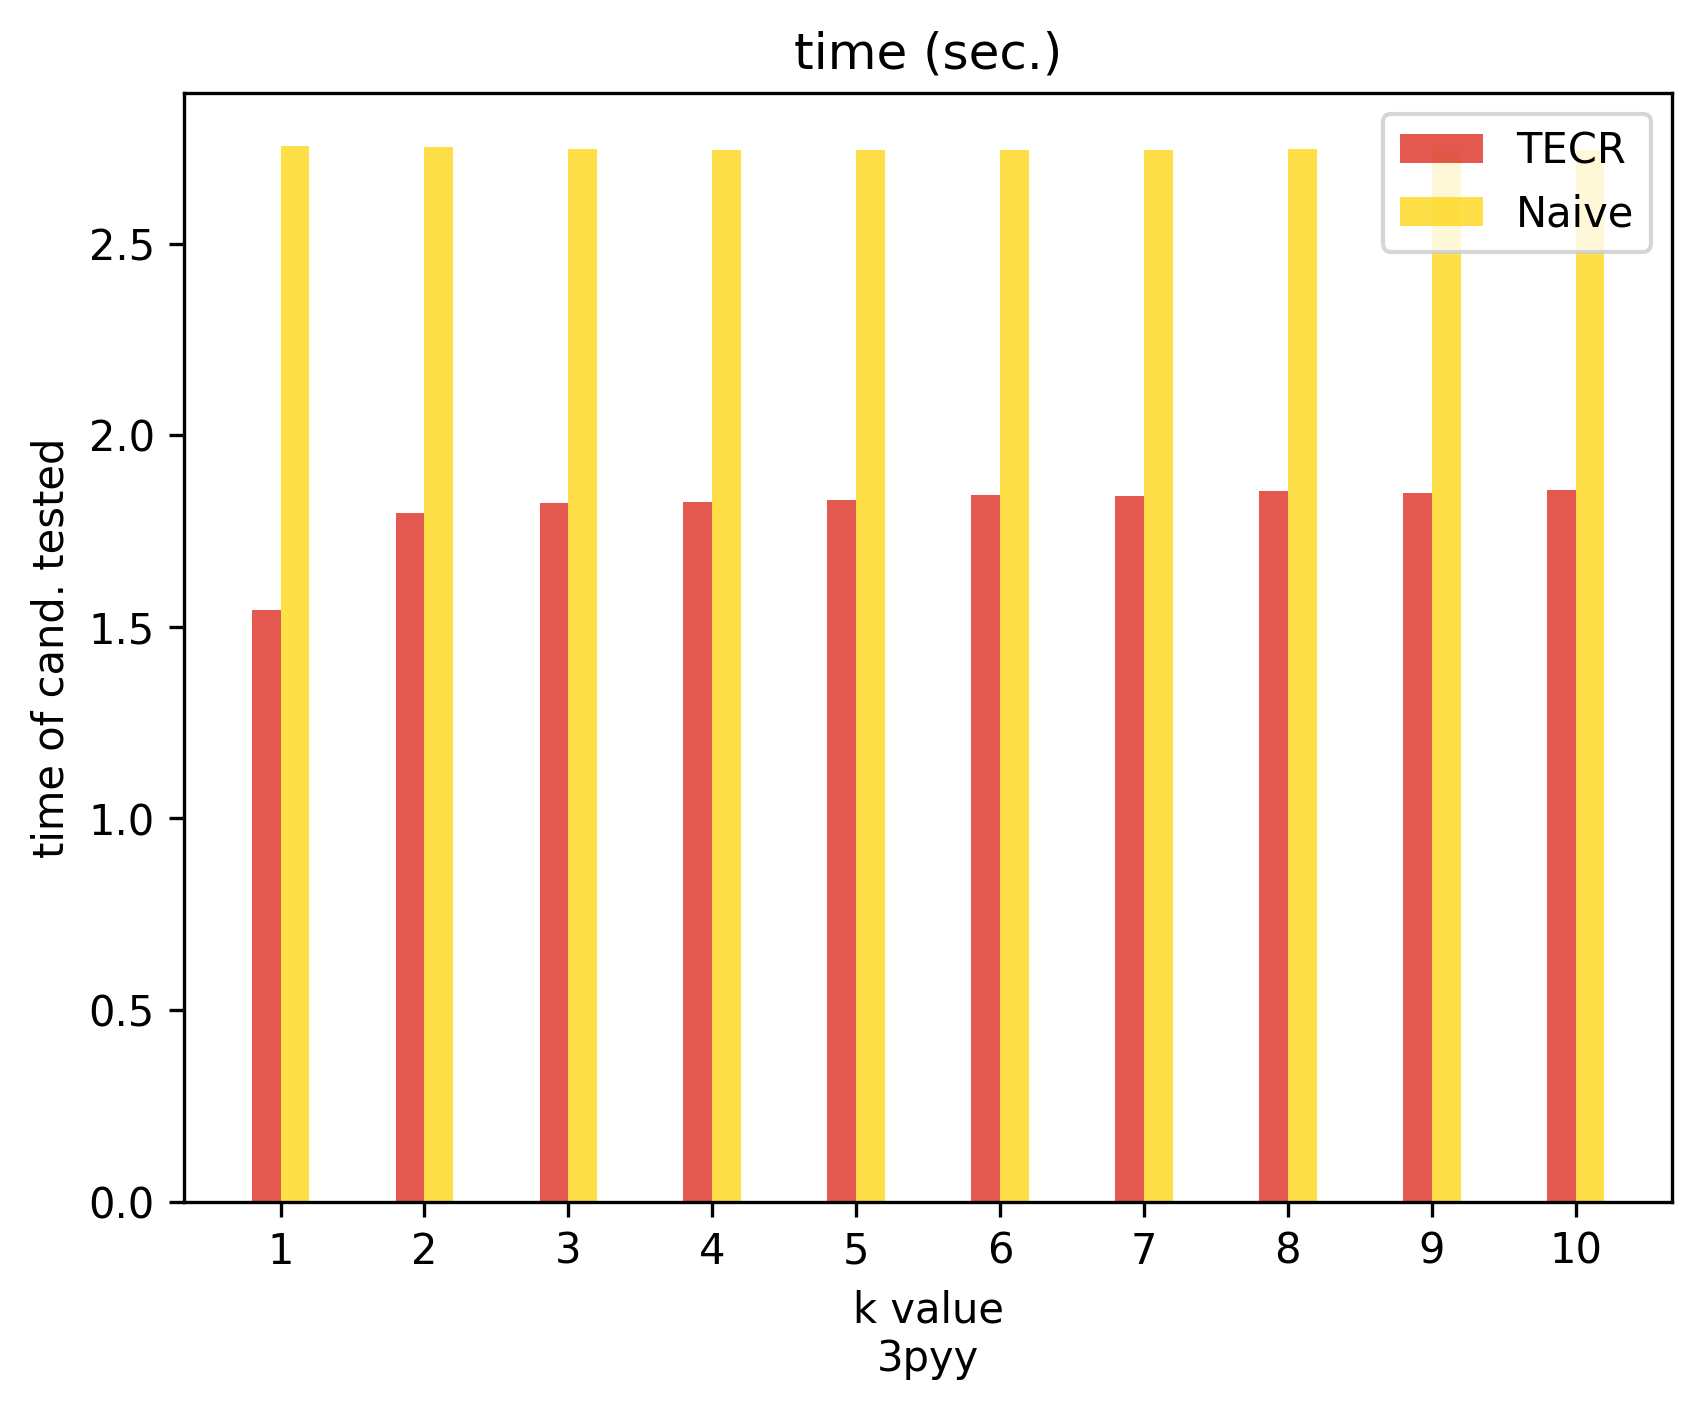 time (sec.)
TECR
Naive
time of cand. tested
2.5
2.0
1.5
1.0
0.5
0.0
1 2 3 4 5 6 7 8 9 10
k value
3pyy